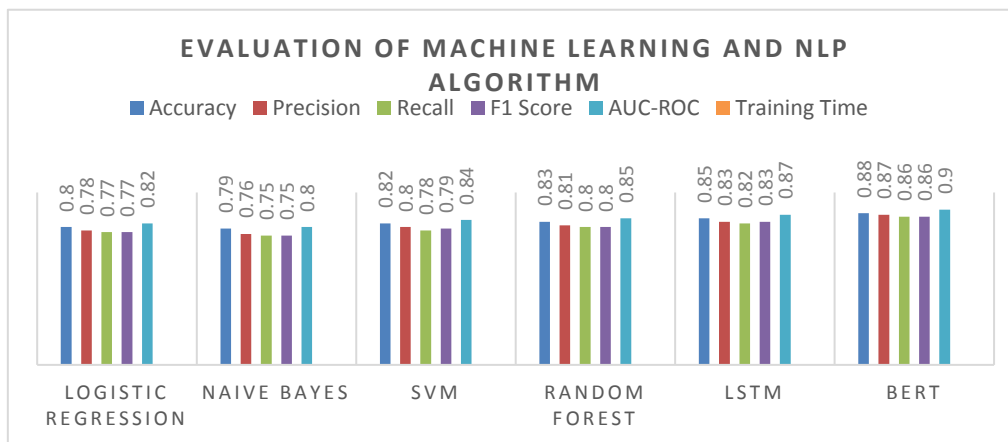 EVALUATION OF MACHINE LEARNING AND NLP
ALGORITHM
Accuracy Precision Recall F1 Score AUC-ROC Training Time
0.8 0.78 0.77 0.77 0.82 0.79 0.76 0.75 0.75 0.8 0.82 0.8 0.78 0.79 0.84 0.83 0.81 0.8 0.8 0.85 0.85 0.83 0.82 0.83 0.87 0.88 0.87 0.86 0.86 0.9
LOGISTIC NAIVE BAYES SVM RANDOM LSTM BERT
REGRESSION FOREST